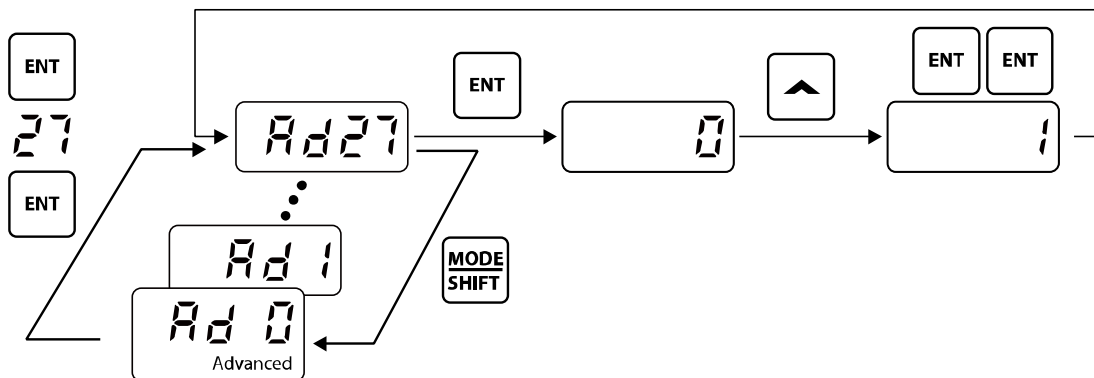 ENT
27
ENT
Ad27
Ad 1
Ad 0
Advanced
ENT
MODE
SHIFT
0
ENT ENT
1